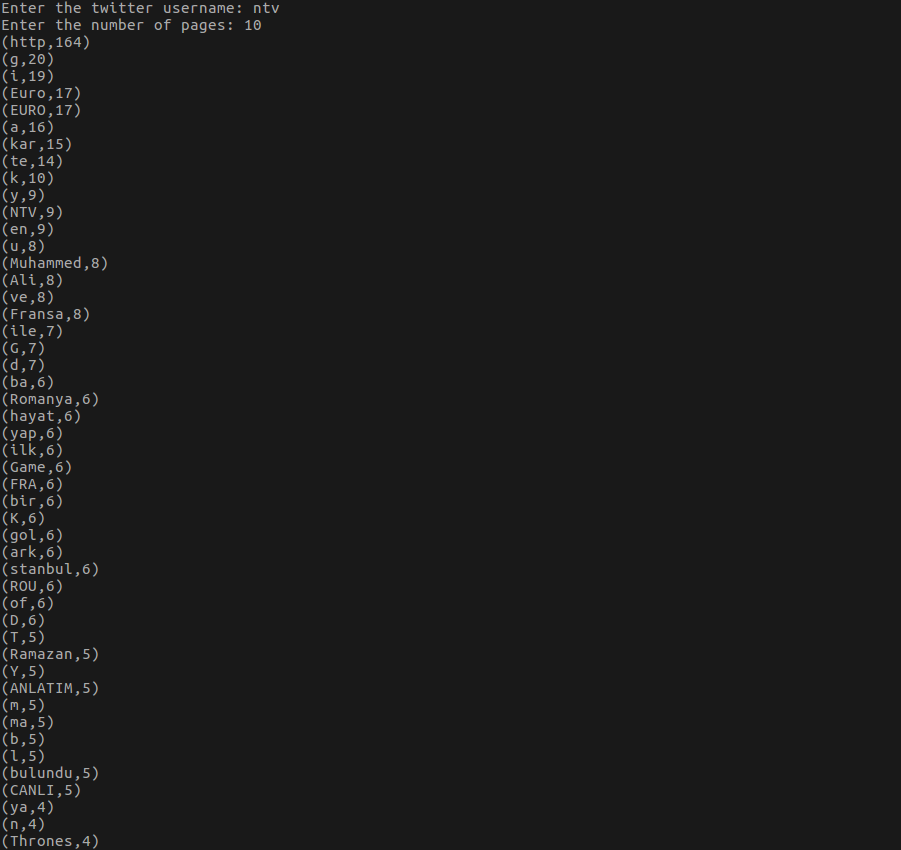 Enter the twitter username: ntv
Enter the number of pages: 10
(http,164)
(g,20)
(i,19)
(Euro,17)
(EURO,17)
(a,16)
(kar,15)
(te,14)
(k,10)
(y,9)
(NTV,9)
(en,9)
(u,8)
(Muhammed,8)
(Ali,8)
(ve,8)
(Fransa,8)
(ile,7)
(G,7)
(d,7)
(ba,6)
(Romanya,6)
(hayat,6)
(yap,6)
(ilk,6)
(Game,6)
(FRA,6)
(bir,6)
(K,6)
(gol,6)
(ark,6)
(stanbul,6)
(ROU,6)
(of,6)
(D,6)
(T,5)
(Ramazan,5)
(Y,5)
(ANLATIM,5)
(m,5)
(ma,5)
(b,5)
(l,5)
(bulundu,5)
(CANLI,5)
(ya,4)
(n,4)
(Thrones,4)